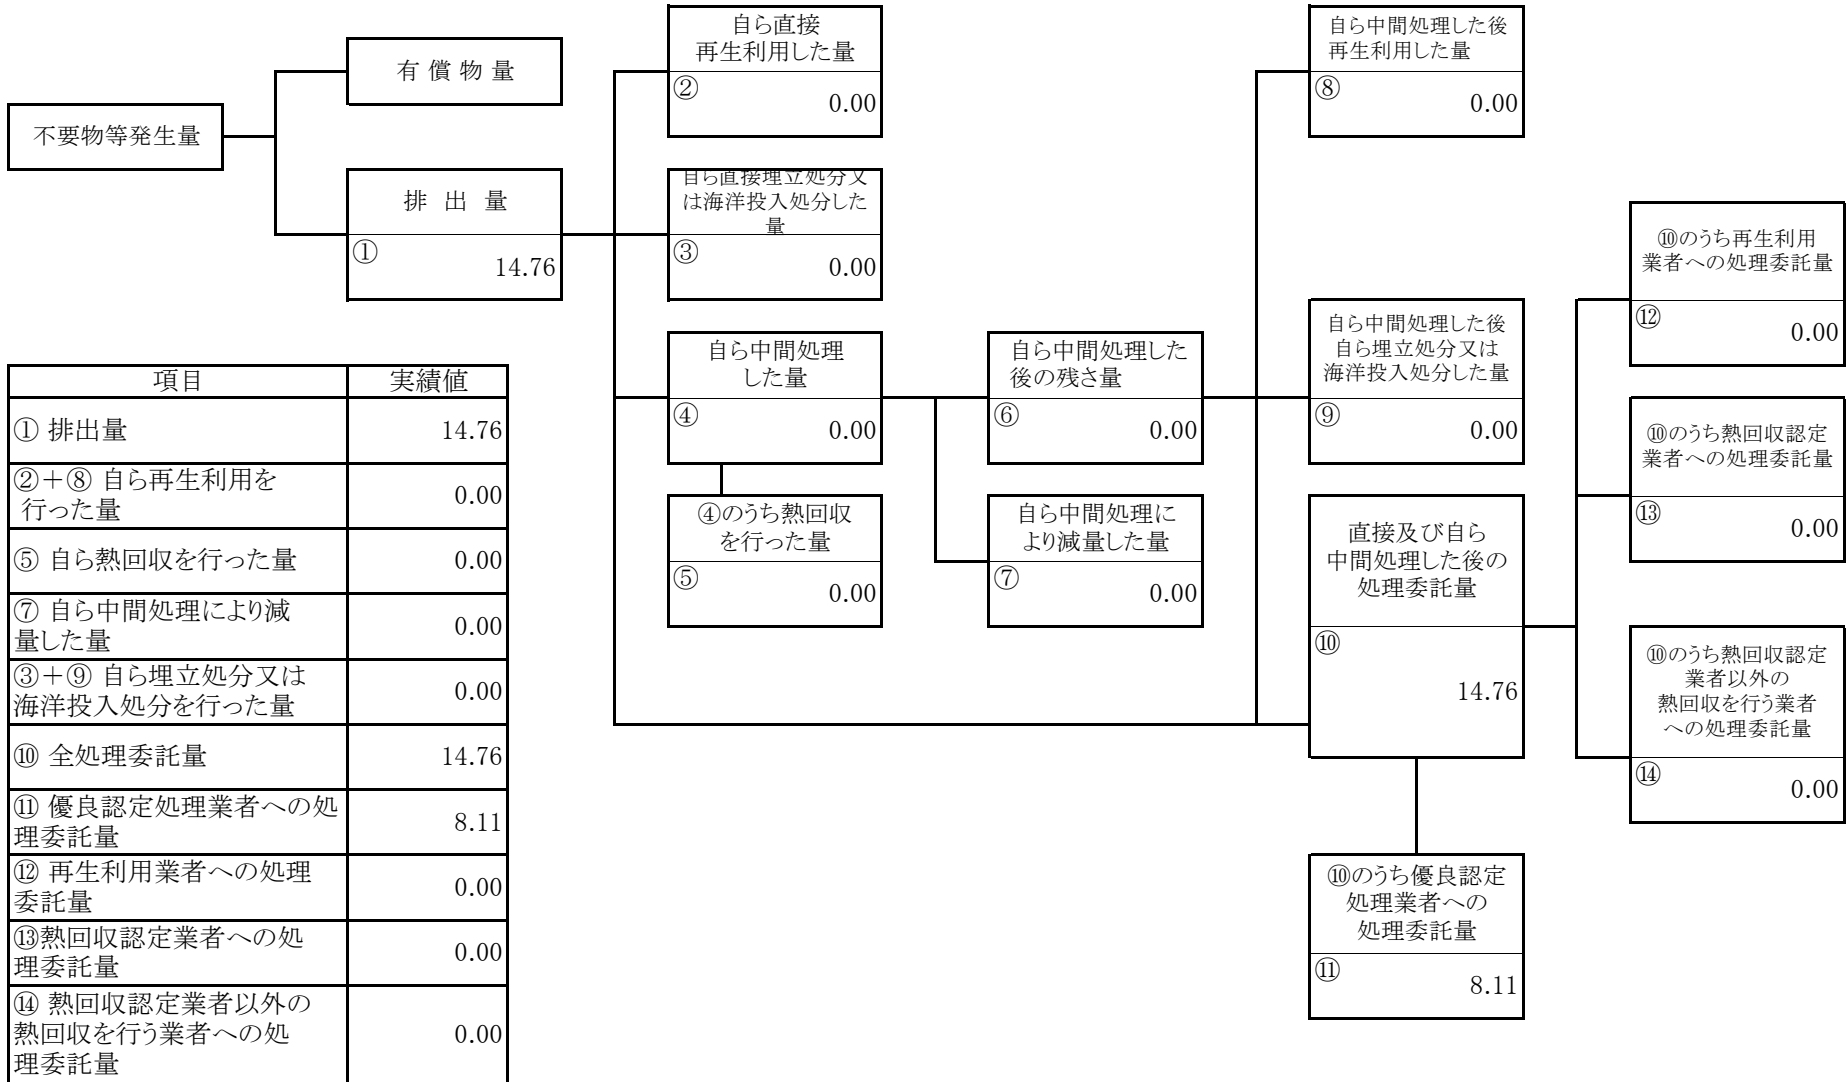 自ら直接
再生利用した量
②
0.00
自ら中間処理した後
再生利用した量
⑧
0.00
有 償 物 量
不要物等発生量
排 出 量
①
14.76
自ら直接埋立処分又
は海洋投入処分した
量
③
0.00
自ら中間処理
した量
④
0.00
④のうち熱回収
を行った量
⑤
0.00
自ら中間処理した
後の残さ量
⑥
0.00
自ら中間処理に
より減量した量
⑦
0.00
自ら中間処理した後
自ら埋立処分又は
海洋投入処分した量
⑨
0.00
直接及び自ら
中間処理した後の
処理委託量
⑩
14.76
⑩のうち優良認定
処理業者への
処理委託量
⑪
8.11
⑩のうち再生利用
業者への処理委託量
⑫
0.00
⑩のうち熱回収認定
業者への処理委託量
⑬
0.00
⑩のうち熱回収認定
業者以外の
熱回収を行う業者
への処理委託量
⑭
0.00
項目 実績値
① 排出量 14.76
②＋⑧ 自ら再生利用を
行った量 0.00
⑤ 自ら熱回収を行った量 0.00
⑦ 自ら中間処理により減
量した量 0.00
③＋⑨ 自ら埋立処分又は
海洋投入処分を行った量 0.00
⑩ 全処理委託量 14.76
⑪ 優良認定処理業者への処
理委託量 8.11
⑫ 再生利用業者への処理
委託量 0.00
⑬熱回収認定業者への処
理委託量 0.00
⑭ 熱回収認定業者以外の
熱回収を行う業者への処
理委託量 0.00